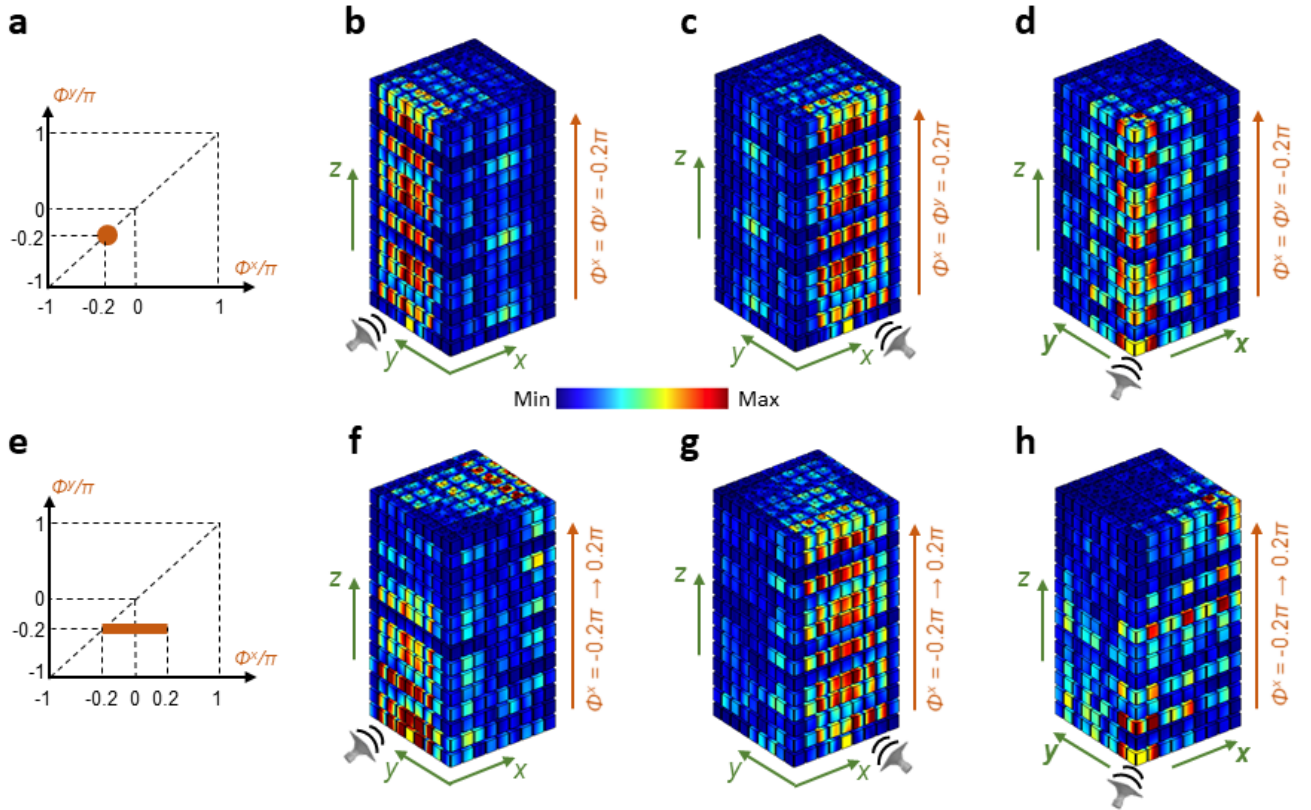 a
b
c
d
Φʸ/π
1
0
-0.2
-1
Φˣ/π
-1
-0.2
0
1
z
y
x
Φˣ = Φʸ = -0.2π
z
y
x
Φˣ = Φʸ = -0.2π
z
y
x
Φˣ = Φʸ = -0.2π
Min
Max
e
f
g
h
Φʸ/π
1
0
-0.2
-1
Φˣ/π
-1
-0.2
0
0.2
1
z
y
x
Φˣ = -0.2π → 0.2π
z
y
x
Φˣ = -0.2π → 0.2π
z
y
x
Φˣ = -0.2π → 0.2π